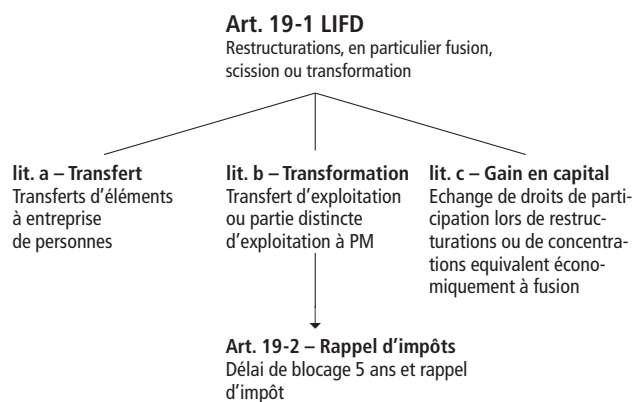 Art. 19-1 LIFD
Restructurations, en particulier fusion,
scission ou transformation
lit. a – Transfert
Transferts d'éléments
à entreprise
de personnes
lit. b – Transformation
Transfert d'exploitation
ou partie distincte
d'exploitation à PM
lit. c – Gain en capital
Echange de droits de parti-
cipation lors de restruc-
turations ou de concentra-
tions equivalent écono-
miquement à fusion
Art. 19-2 – Rappel d'impôts
Délai de blocage 5 ans et rappel
d'impôt